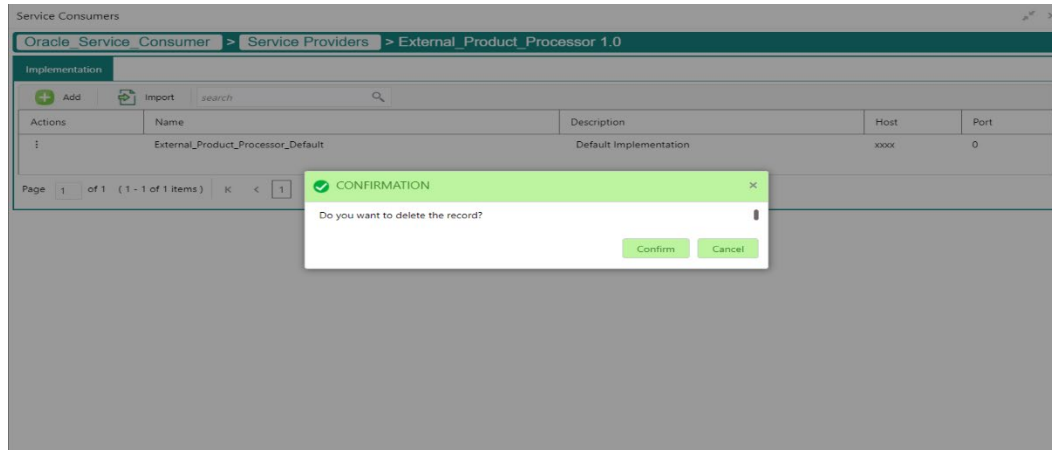 Service Consumers
Oracle_Service_Consumer > Service Providers > External_Product_Processor 1.0
Implementation
Add Import search
Actions Name Description Host Port
External_Product_Processor_Default Default Implementation xxxx 0
Page 1 of 1 (1 - 1 of 1 items) K < 1
CONFIRMATION ×
Do you want to delete the record?
Confirm Cancel